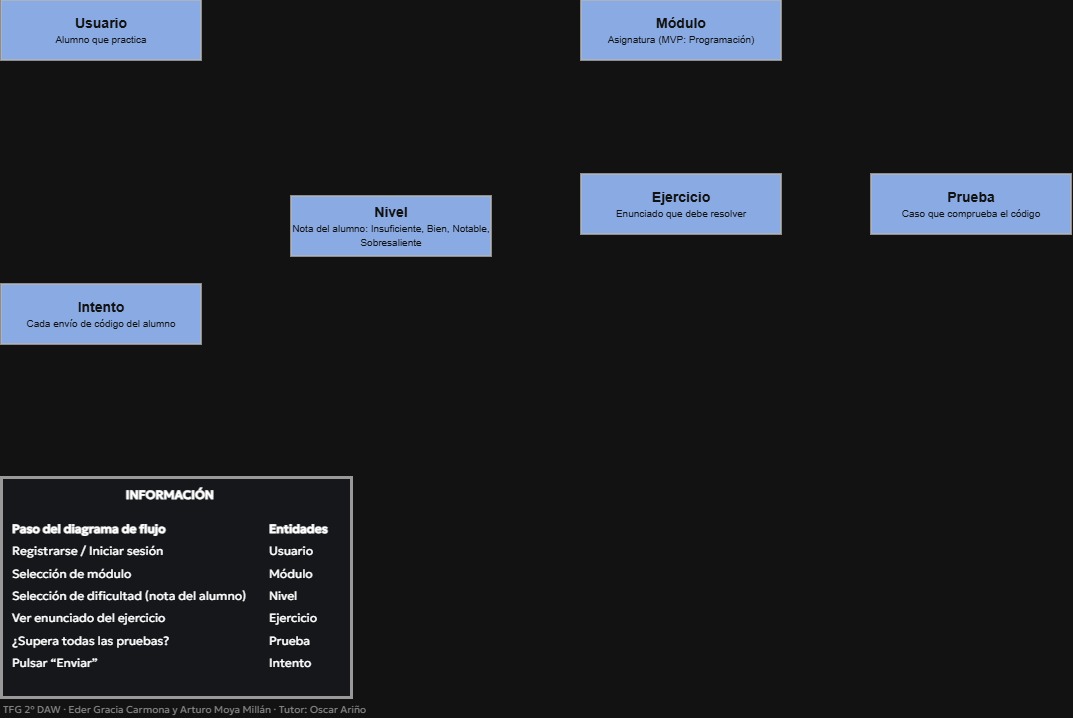 Usuario
Alumno que practica
Módulo
Asignatura (MVP: Programación)
Ejercicio
Enunciado que debe resolver
Prueba
Caso que comprueba el código
Nivel
Nota del alumno: Insuficiente, Bien, Notable,
Sobresaliente
Intento
Cada envío de código del alumno
INFORMACIÓN
Paso del diagrama de flujo Entidades
Registrarse / Iniciar sesión Usuario
Selección de módulo Módulo
Selección de dificultad (nota del alumno) Nivel
Ver enunciado del ejercicio Ejercicio
¿Supera todas las pruebas? Prueba
Pulsar “Enviar” Intento
TFG 2º DAW · Eder Gracia Carmona y Arturo Moya Millán · Tutor: Oscar Ariño